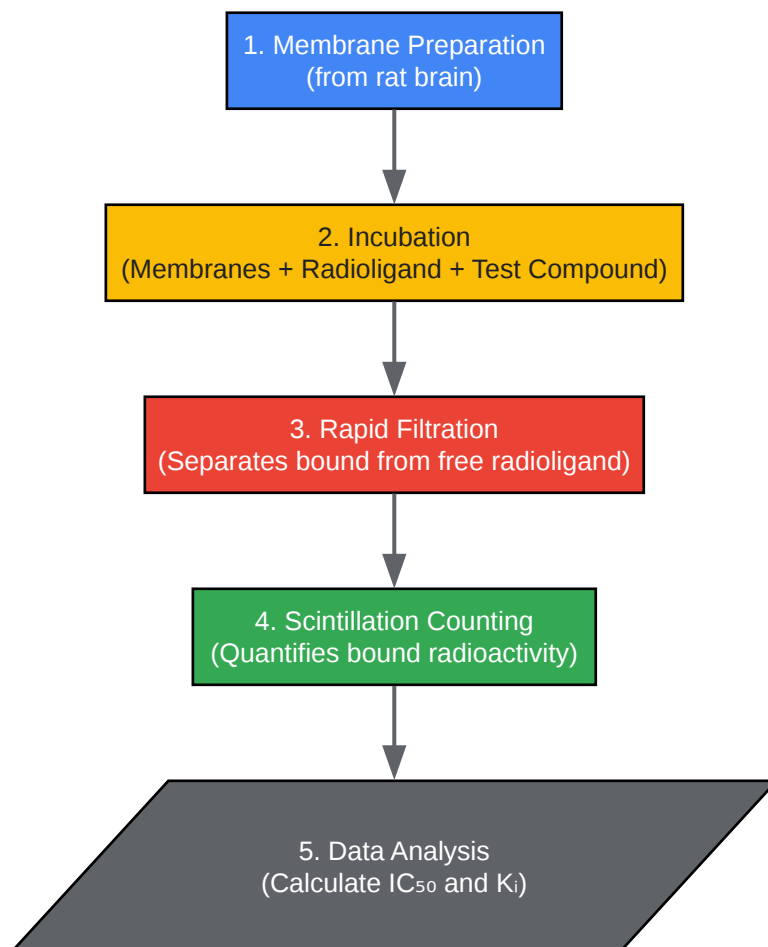 1. Membrane Preparation
(from rat brain)
2. Incubation
(Membranes + Radioligand + Test Compound)
3. Rapid Filtration
(Separates bound from free radioligand)
4. Scintillation Counting
(Quantifies bound radioactivity)
5. Data Analysis
(Calculate IC₅₀ and Kᵢ)